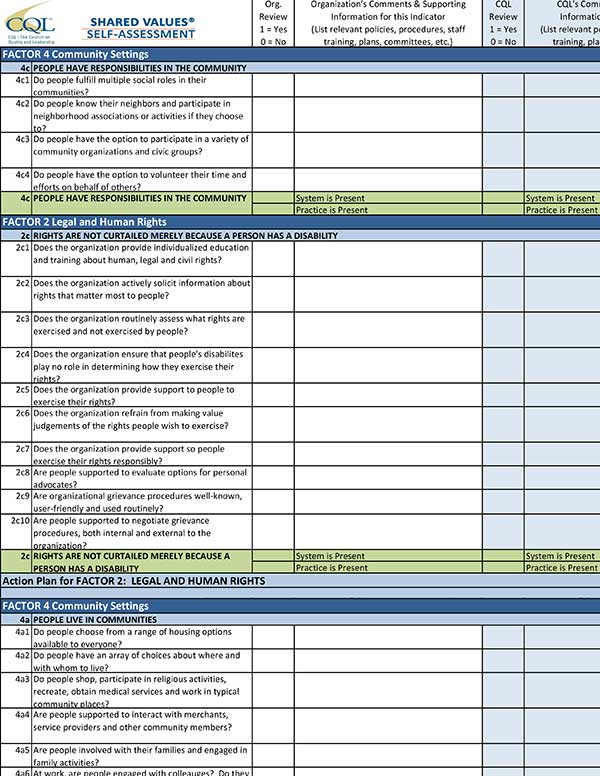 CQL
CQL | The Council on
Quality and Leadership
SHARED VALUES®
SELF-ASSESSMENT
Org.
Review
1 = Yes
0 = No
Organization's Comments & Supporting
Information for this Indicator
(List relevant policies, procedures, staff
training, plans, committees, etc.)
CQL
Review
1 = Yes
0 = No
CQL's Com
Informatio
(List relevant p
training, pla
FACTOR 4 Community Settings
4c PEOPLE HAVE RESPONSIBILITIES IN THE COMMUNITY
4c1 Do people fulfill multiple social roles in their
communities?
4c2 Do people know their neighbors and participate in
neighborhood associations or activities if they choose
to?
4c3 Do people have the option to participate in a variety of
community organizations and civic groups?
4c4 Do people have the option to volunteer their time and
efforts on behalf of others?
4c PEOPLE HAVE RESPONSIBILITIES IN THE COMMUNITY System is Present System is Present
Practice is Present Practice is Present
FACTOR 2 Legal and Human Rights
2c RIGHTS ARE NOT CURTAILED MERELY BECAUSE A PERSON HAS A DISABILITY
2c1 Does the organization provide individualized education
and training about human, legal and civil rights?
2c2 Does the organization actively solicit information about
rights that matter most to people?
2c3 Does the organization routinely assess what rights are
exercised and not exercised by people?
2c4 Does the organization ensure that people's disabilites
play no role in determining how they exercise their
rights?
2c5 Does the organization provide support to people to
exercise their rights?
2c6 Does the organization refrain from making value
judgements of the rights people wish to exercise?
2c7 Does the organization provide support so people
exercise their rights responsibly?
2c8 Are people supported to evaluate options for personal
advocates?
2c9 Are organizational grievance procedures well-known,
user-friendly and used routinely?
2c10 Are people supported to negotiate grievance
procedures, both internal and external to the
organization?
2c RIGHTS ARE NOT CURTAILED MERELY BECAUSE A System is Present System is Present
PERSON HAS A DISABILITY Practice is Present Practice is Present
Action Plan for FACTOR 2: LEGAL AND HUMAN RIGHTS
FACTOR 4 Community Settings
4a PEOPLE LIVE IN COMMUNITIES
4a1 Do people choose from a range of housing options
available to everyone?
4a2 Do people have an array of choices about where and
with whom to live?
4a3 Do people shop, participate in religious activities,
recreate, obtain medical services and work in typical
community places?
4a4 Are people supported to interact with merchants,
service providers and other community members?
4a5 Are people involved with their families and engaged in
family activities?
4a6 At work, are people engaged with colleauges? Do they